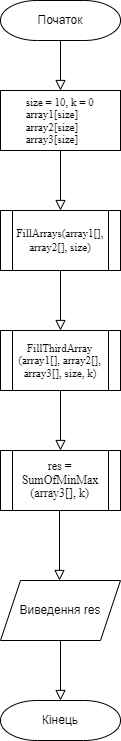 Початок
size = 10, k = 0
array1[size]
array2[size]
array3[size]
FillArrays(array1[],
array2[], size)
FillThirdArray
(array1[], array2[],
array3[], size, k)
res =
SumOfMinMax
(array3[], k)
Виведення res
Кінець